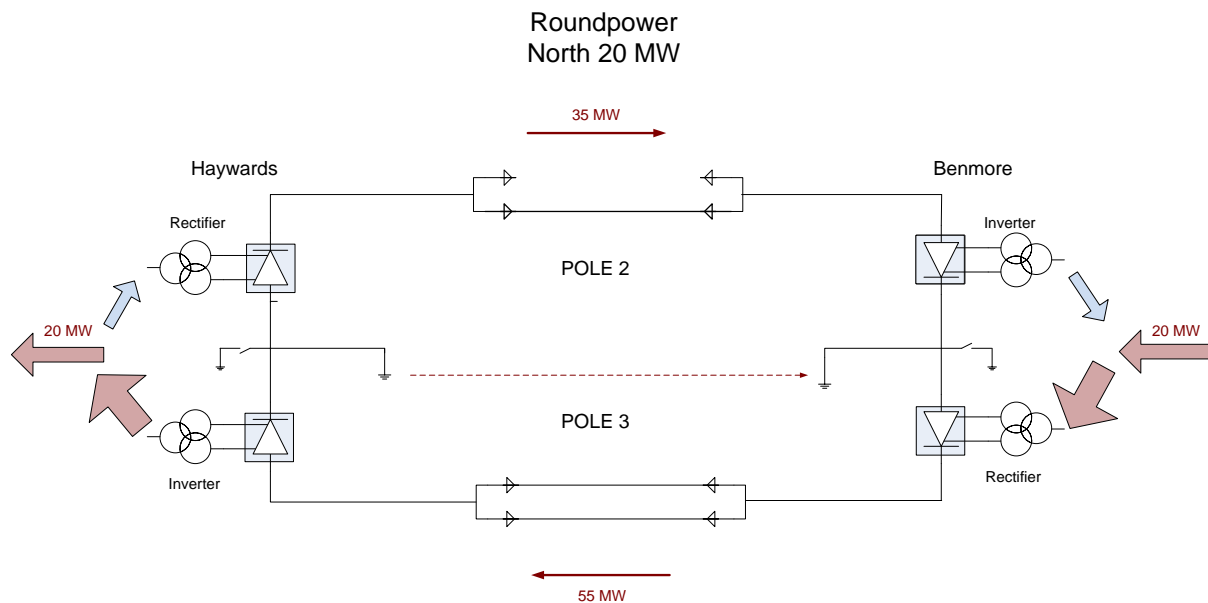 Roundpower
North 20 MW
35 MW
Haywards
Benmore
Rectifier
Inverter
POLE 2
20 MW
20 MW
POLE 3
Inverter
Rectifier
55 MW